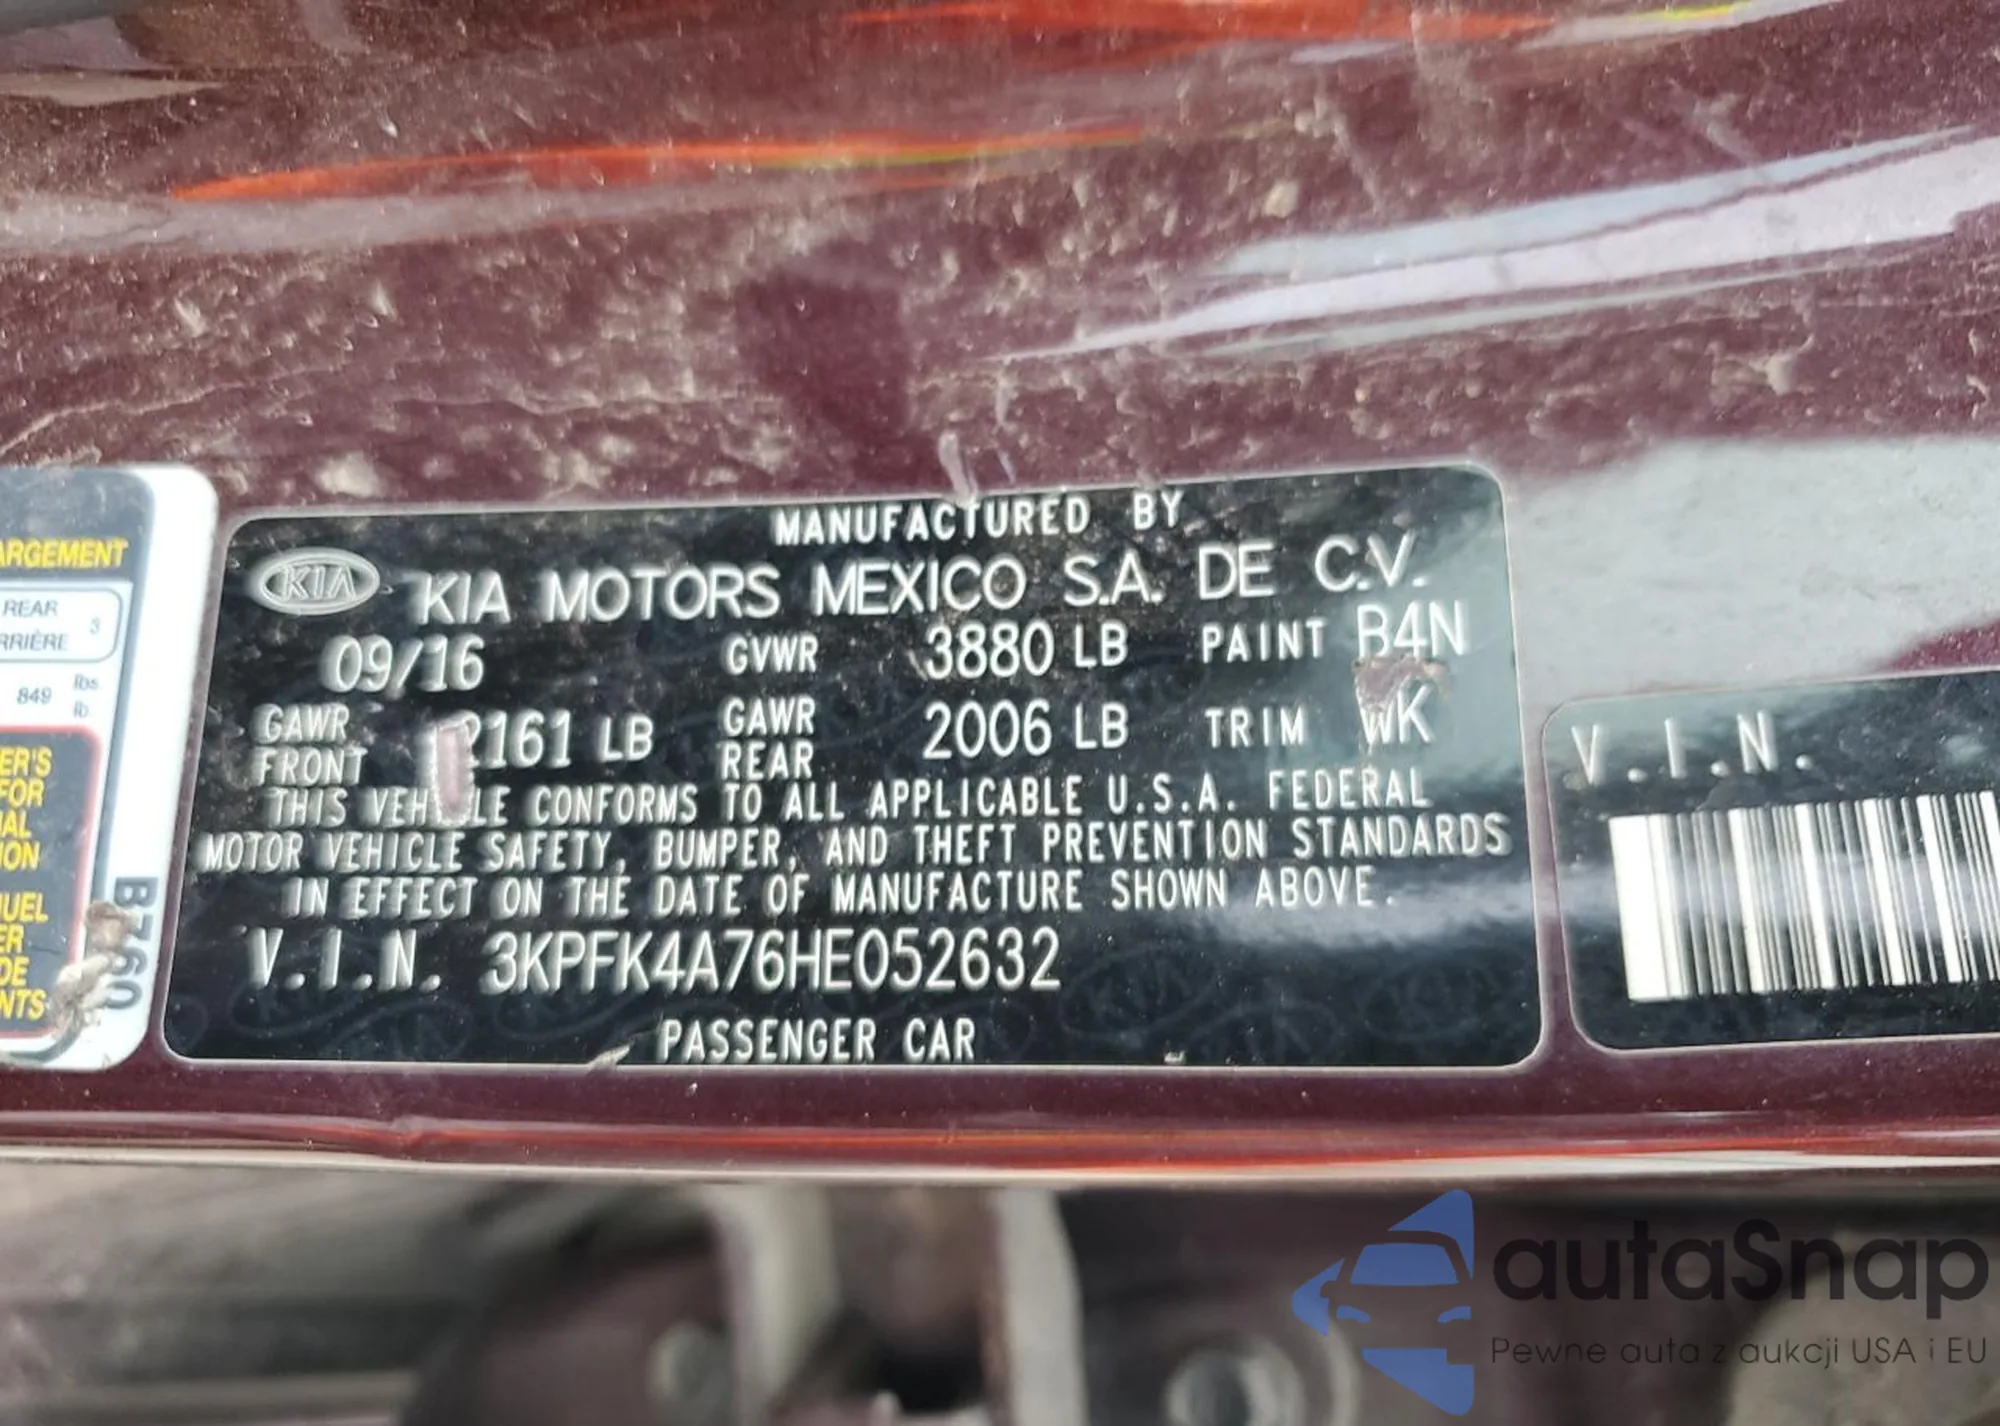 ARGEMENT
REAR 3
RRIÈRE
849 lbs.
lb.
ER'S
FOR
NAL
ION
NUEL
ER
DE
NTS
B760
MANUFACTURED BY
KIA KIA MOTORS MEXICO S.A. DE C.V.
09/16 GVWR 3880 LB PAINT B4N
GAWR FRONT 2161 LB GAWR REAR 2006 LB TRIM WK
THIS VEHICLE CONFORMS TO ALL APPLICABLE U.S.A. FEDERAL
MOTOR VEHICLE SAFETY, BUMPER, AND THEFT PREVENTION STANDARDS
IN EFFECT ON THE DATE OF MANUFACTURE SHOWN ABOVE.
V.I.N. 3KPFK4A76HE052632
PASSENGER CAR
V.I.N.
autaSnap
Pewne auta z aukcji USA i EU